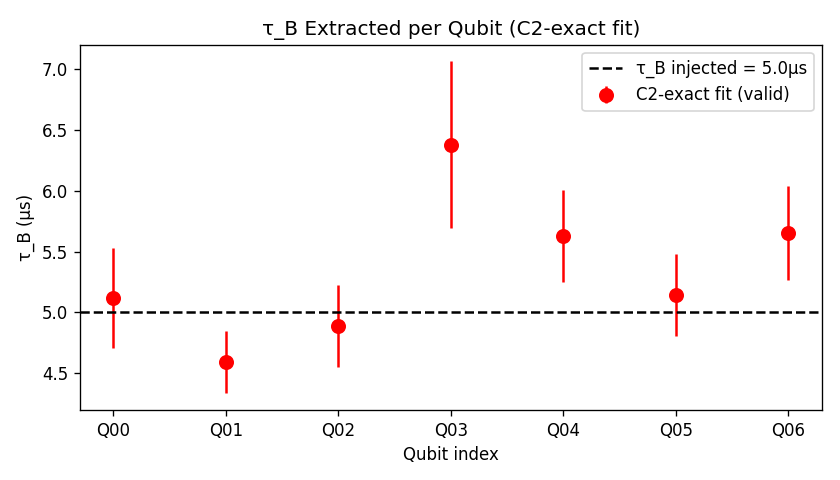 τ_B Extracted per Qubit (C2-exact fit)
τ_B injected = 5.0μs
C2-exact fit (valid)
7.0
6.5
6.0
5.5
5.0
4.5
τ_B (μs)
Q00 Q01 Q02 Q03 Q04 Q05 Q06
Qubit index